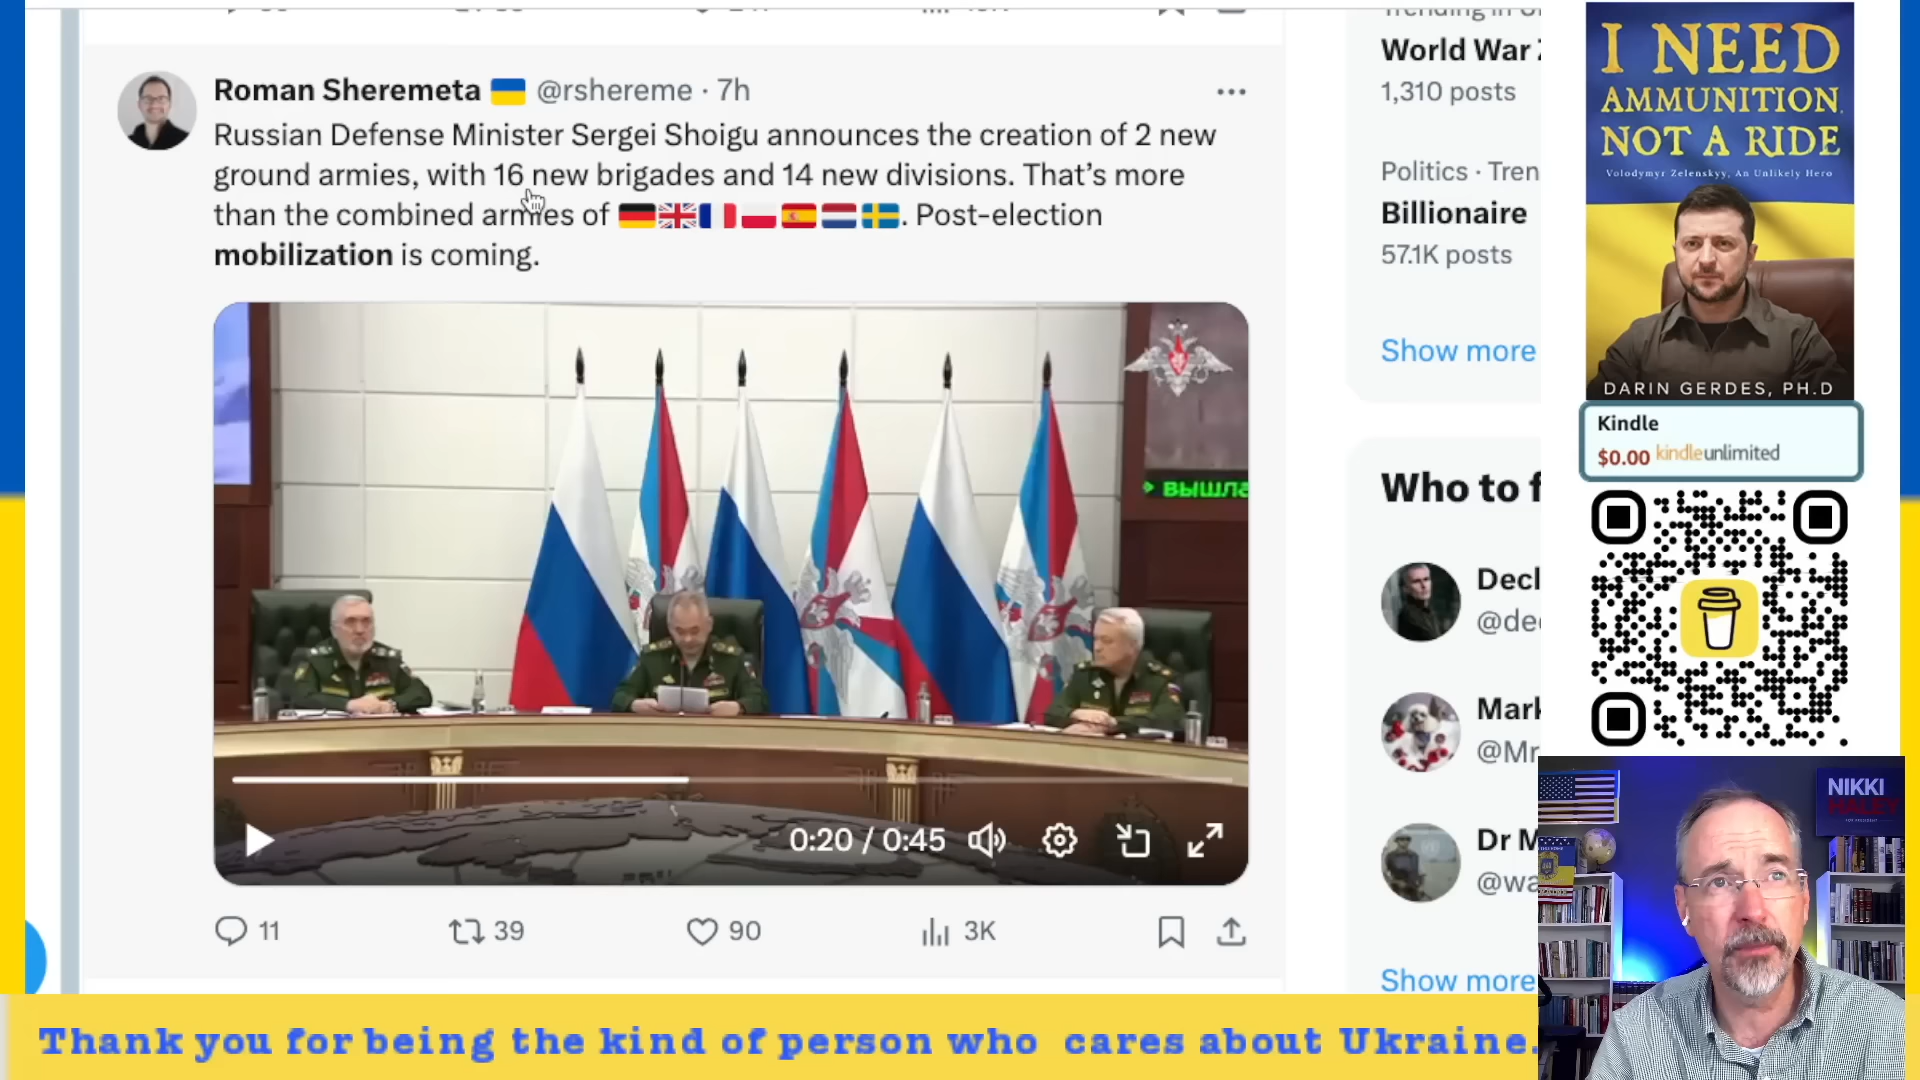 Roman Sheremeta @rshereme · 7h
Russian Defense Minister Sergei Shoigu announces the creation of 2 new
ground armies, with 16 new brigades and 14 new divisions. That's more
than the combined armies of . Post-election
mobilization is coming.
вышла
0:20 / 0:45
11
39
90
3K
World War
1,310 posts
Politics · Tren
Billionaire
57.1K posts
Show more
Who to f
Decl
@dec
Mark
@Mr
Dr M
@wa
Show more
I NEED
AMMUNITION,
NOT A RIDE
Volodymyr Zelenskyy, An Unlikely Hero
DARIN GERDES, PH.D
Kindle
$0.00 kindleunlimited
NIKKI
HALEY
Thank you for being the kind of person who cares about Ukraine.